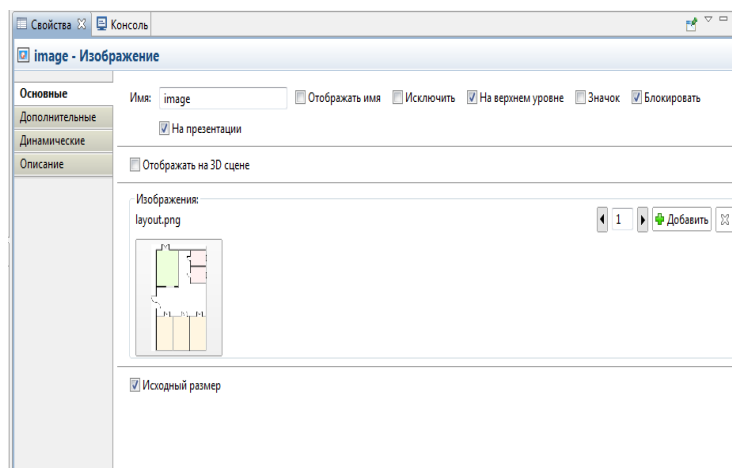 Свойства Консоль
image - Изображение
Основные
Дополнительные
Динамические
Описание
Имя: image Отображать имя Исключить На верхнем уровне Значок Блокировать
На презентации
Отображать на 3D сцене
Изображения:
layout.png
1 Добавить
Исходный размер